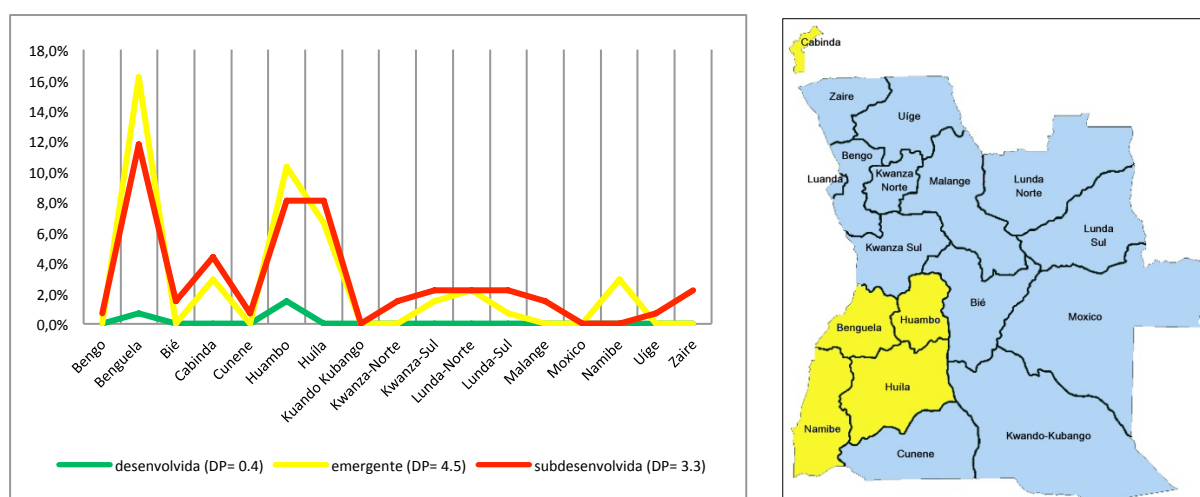 18,0%
16,0%
14,0%
12,0%
10,0%
8,0%
6,0%
4,0%
2,0%
0,0%
Bengo
Benguela
Bié
Cabinda
Cunene
Huambo
Huíla
Kuando Kubango
Kwanza-Norte
Kwanza-Sul
Lunda-Norte
Lunda-Sul
Malange
Moxico
Namibe
Uíge
Zaire
desenvolvida (DP= 0.4) emergente (DP= 4.5) subdesenvolvida (DP= 3.3)
Cabinda
Zaire
Uíge
Bengo
Luanda
Kwanza
Norte
Malange
Lunda
Norte
Lunda
Sul
Kwanza Sul
Bié
Moxico
Benguela
Huambo
Huíla
Namibe
Cunene
Kwando-Kubango